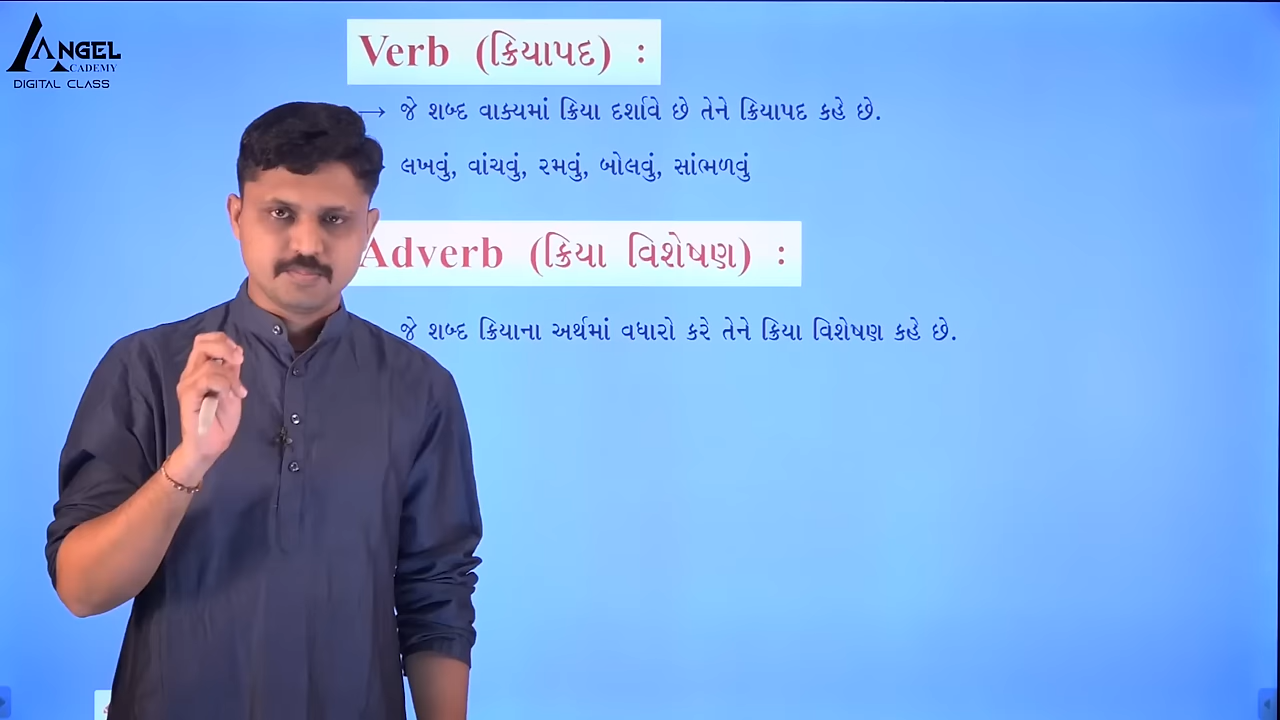 ANGEL
ACADEMY
DIGITAL CLASS
Verb (ક્રિયાપદ) :
→ જે શબ્દ વાક્યમાં ક્રિયા દર્શાવે છે તેને ક્રિયાપદ કહે છે.
લખવું, વાંચવું, રમવું, બોલવું, સાંભળવું
Adverb (ક્રિયા વિશેષણ) :
જે શબ્દ ક્રિયાના અર્થમાં વધારો કરે તેને ક્રિયા વિશેષણ કહે છે.